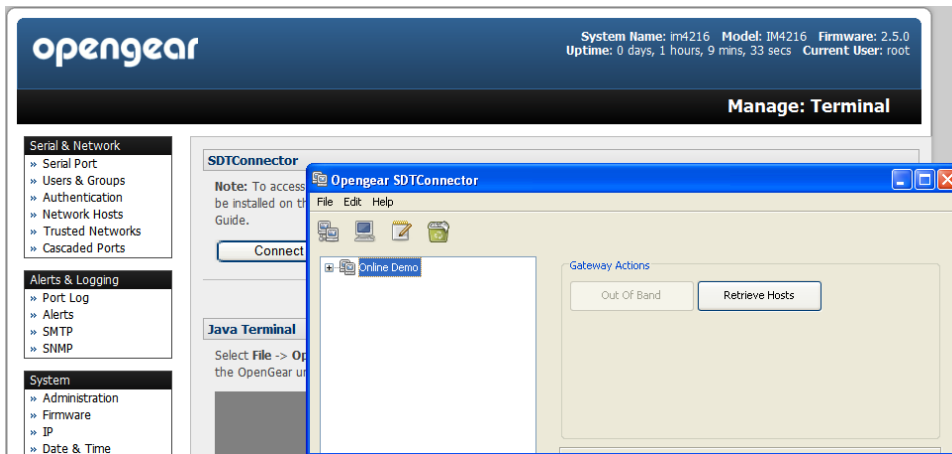 opengear
System Name: im4216 Model: IM4216 Firmware: 2.5.0
Uptime: 0 days, 1 hours, 9 mins, 33 secs Current User: root
Manage: Terminal
Serial & Network
» Serial Port
» Users & Groups
» Authentication
» Network Hosts
» Trusted Networks
» Cascaded Ports
Alerts & Logging
» Port Log
» Alerts
» SMTP
» SNMP
System
» Administration
» Firmware
» IP
» Date & Time
SDTConnector
Note: To access
be installed on th
Guide.
Connect
Java Terminal
Select File -> Op
the OpenGear un
Opengear SDTConnector
File Edit Help
Online Demo
Gateway Actions
Out Of Band
Retrieve Hosts